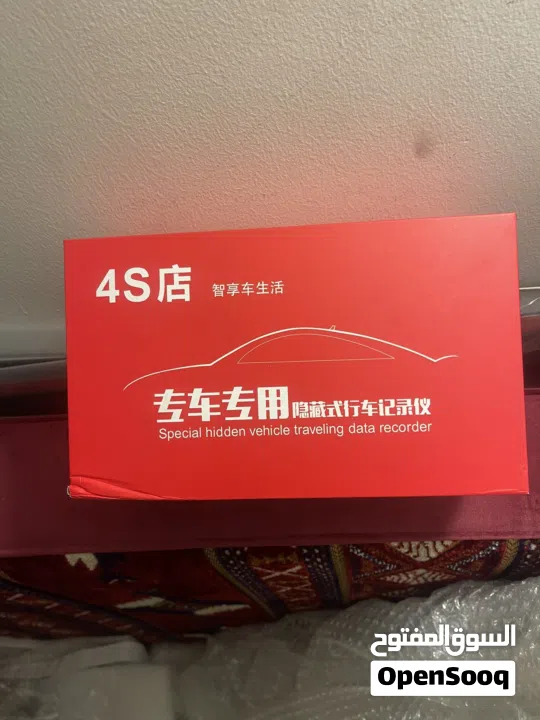 4S店 智享车生活
专车专用隐藏式行车记录仪
Special hidden vehicle traveling data recorder
السوق المفتوح
OpenSooq